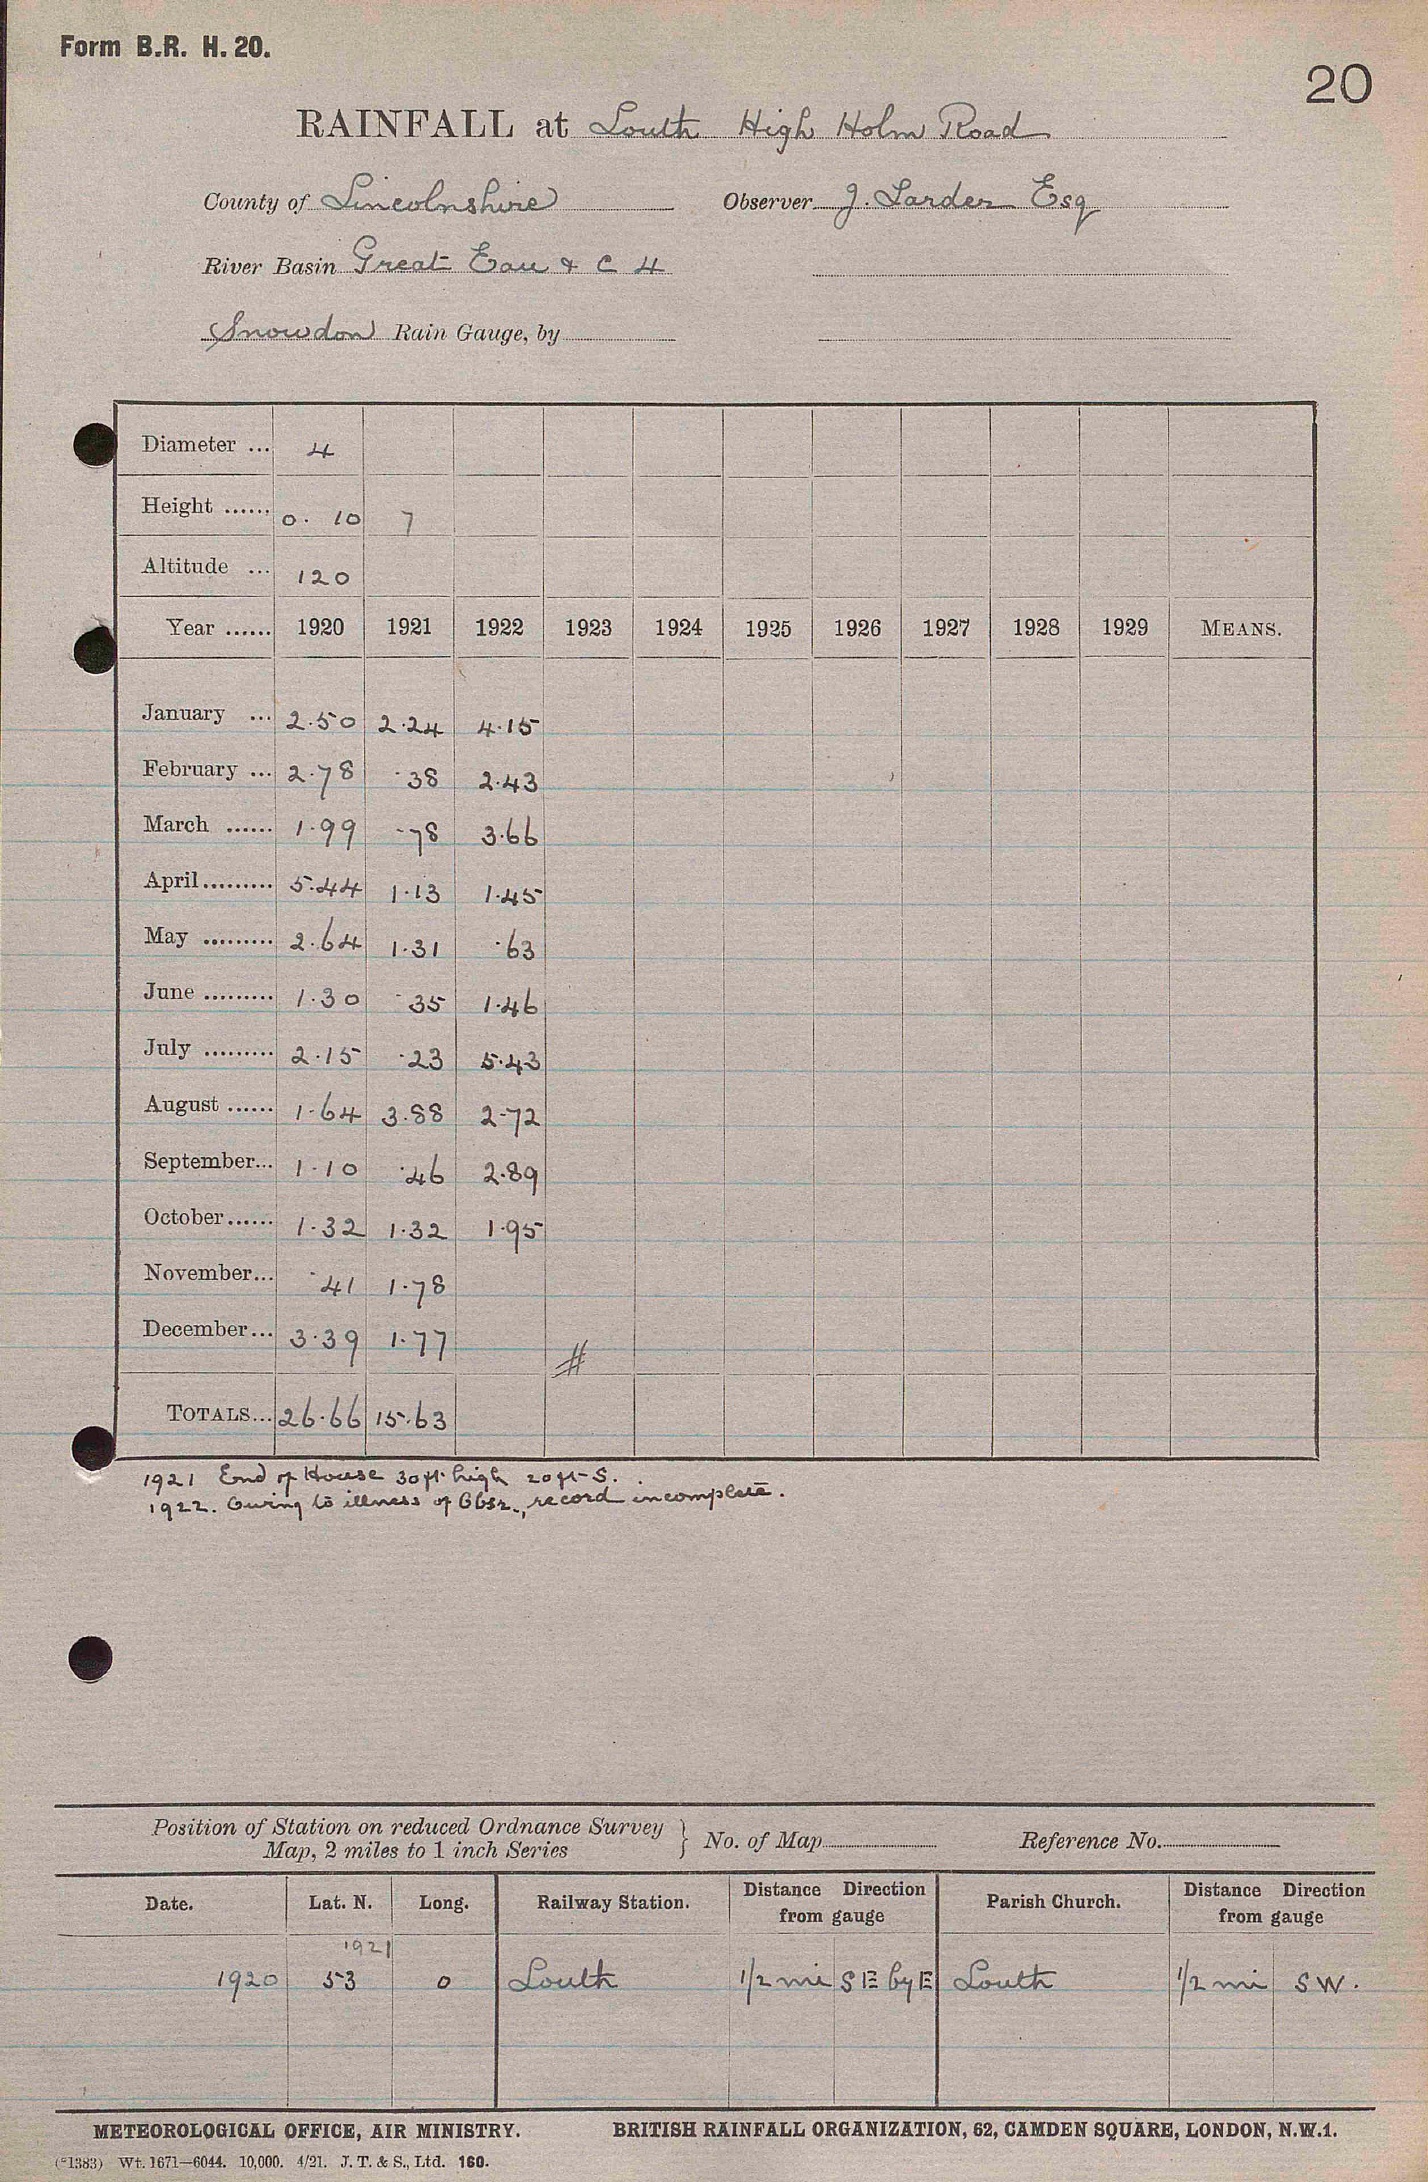 Form B.R. H. 20.
20
RAINFALL at Louth High Holm Road
County of Lincolnshire Observer J. Larder Esq
River Basin Great Eau & C 4
Snowdon Rain Gauge, by
Diameter ... 4
Height ...... 0. 10 7
Altitude ... 120
Year ...... 1920 1921 1922 1923 1924 1925 1926 1927 1928 1929 MEANS.
January ... 2.50 2.24 4.15
February ... 2.78 .38 2.43
March ...... 1.99 .78 3.66
April ......... 5.44 1.13 1.45
May ......... 2.64 1.31 .63
June ......... 1.30 .35 1.46
July ......... 2.15 .23 5.43
August ...... 1.64 3.88 2.72
September... 1.10 .46 2.89
October...... 1.32 1.32 1.95
November... .41 1.78
December... 3.39 1.77 #
TOTALS... 26.66 15.63
1921 End of House 30 ft. high 20 ft S.
1922. Owing to illness of Obsr., record incomplete.
Position of Station on reduced Ordnance Survey
Map, 2 miles to 1 inch Series } No. of Map Reference No.
Date. Lat. N. Long. Railway Station. Distance Direction from gauge Parish Church. Distance Direction from gauge
1921
1920 53 0 Louth 1/2 mi SE by E Louth 1/2 mi SW.
METEOROLOGICAL OFFICE, AIR MINISTRY. BRITISH RAINFALL ORGANIZATION, 62, CAMDEN SQUARE, LONDON, N.W.1.
(*1383) Wt. 1671—6044. 10,000. 4/21. J. T. & S., Ltd. 160.